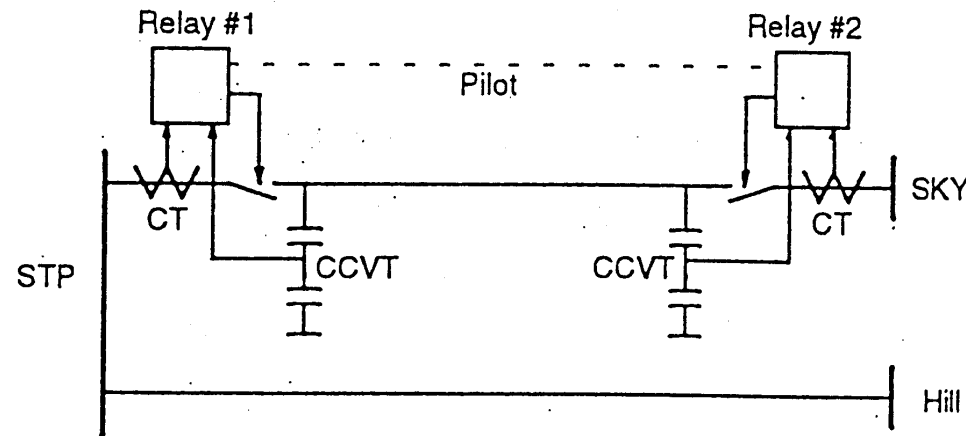 Relay #1
Relay #2
Pilot
CT
CT
SKY
STP
CCVT
CCVT
Hill